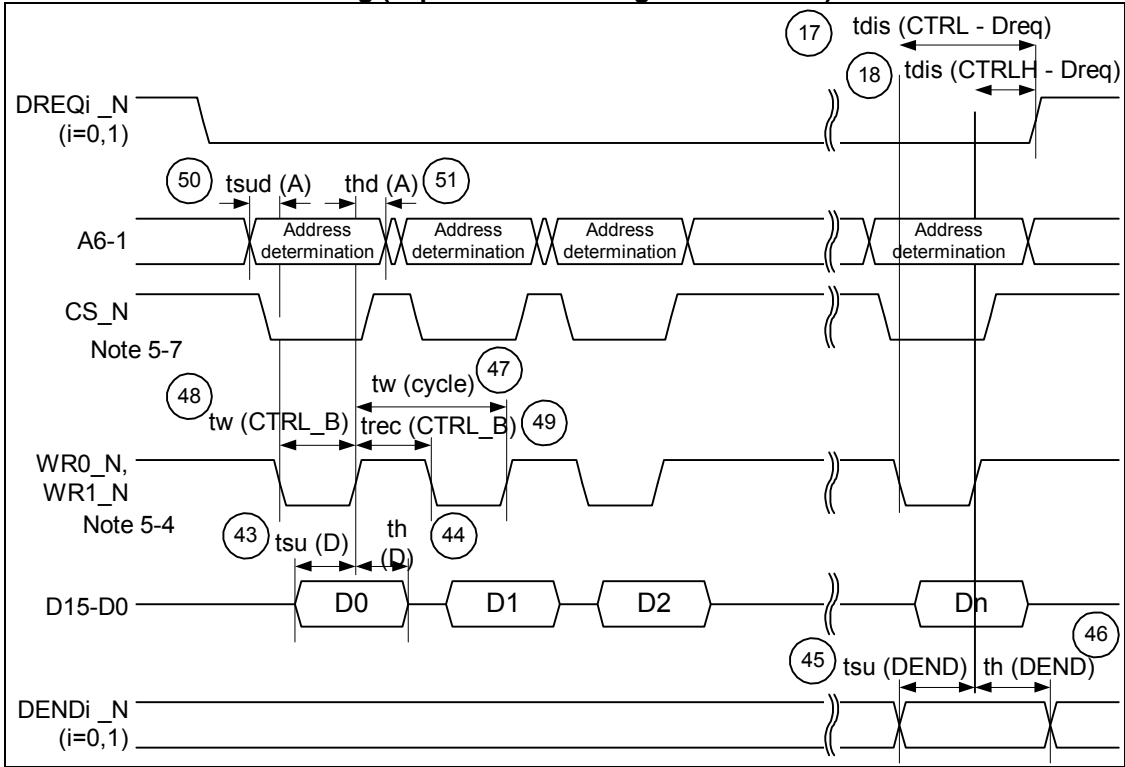 17
tdis (CTRL - Dreq)
18
tdis (CTRLH - Dreq)
DREQi _N
(i=0,1)
50
tsud (A)
thd (A)
51
A6-1
Address
determination
Address
determination
Address
determination
Address
determination
CS_N
Note 5-7
47
tw (cycle)
48
tw (CTRL_B)
trec (CTRL_B)
49
WR0_N,
WR1_N
Note 5-4
43
tsu (D)
th
(D)
44
D15-D0
D0
D1
D2
Dn
46
45
tsu (DEND)
th (DEND)
DENDi _N
(i=0,1)